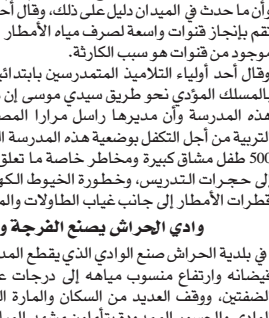 وأن ما حدث في الميدان دليل على ذلك، وقال أحد
تقم بإنجاز قنوات واسعة لصرف مياه الأمطار
موجود من قنوات هو سبب الكارثة.
وقال أحد أولياء التلاميذ المتمدرسين بابتدائي
بالمسلك المؤدي نحو طريق سيدي موسى إن
هذه المدرسة وأن مديرها راسل مرارا المص
التربية من أجل التكفل بوضعية هذه المدرسة ا
500 طفل مشاق كبيرة ومخاطر خاصة ما تعلق
إلى حجرات التدريس، وخطورة الخيوط الكه
قطرات الأمطار إلى جانب غياب الطاولات والم
وادي الحراش يصنع الفرجة و
في بلدية الحراش صنع الوادي الذي يقطع المد
فيضانه وارتفاع منسوب مياهه إلى درجات ع
لضفتين، ووقف العديد من السكان والمارة ا